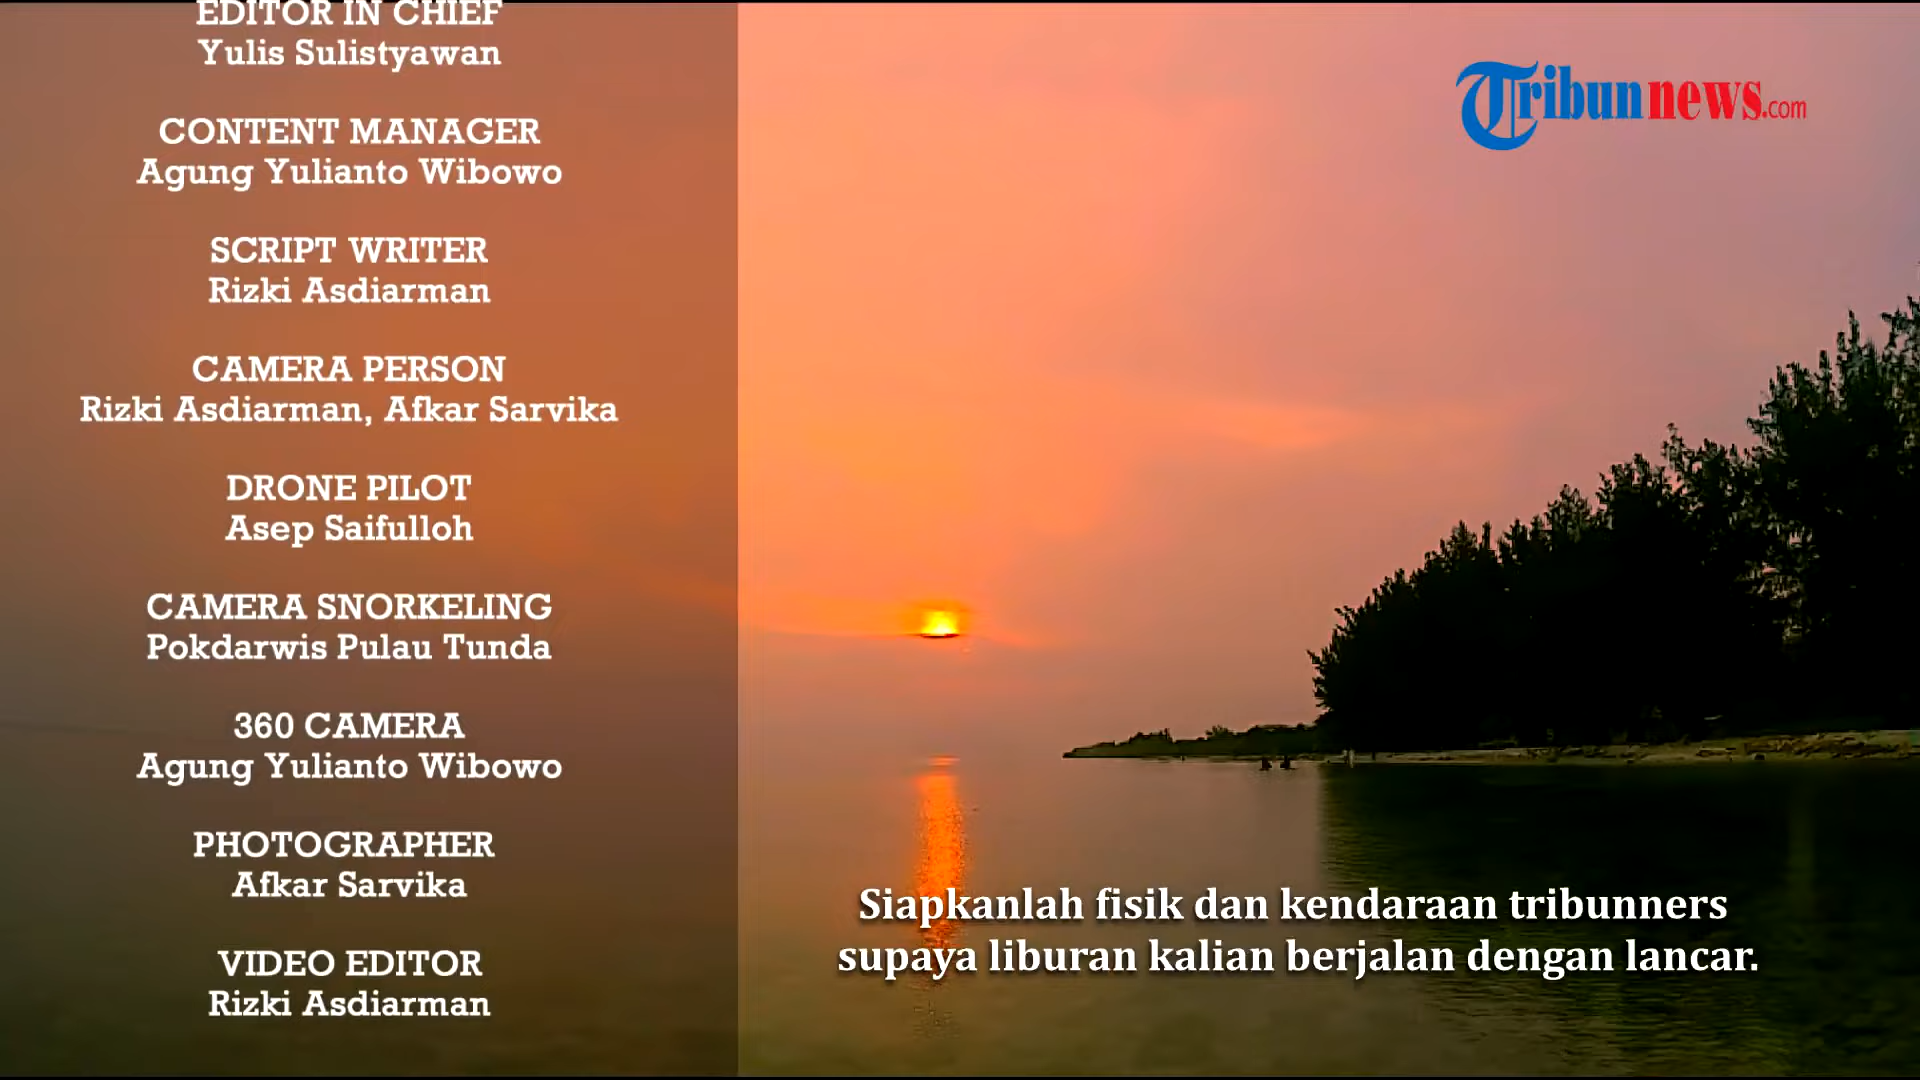 EDITOR IN CHIEF
Yulis Sulistyawan
CONTENT MANAGER
Agung Yulianto Wibowo
SCRIPT WRITER
Rizki Asdiarman
CAMERA PERSON
Rizki Asdiarman, Afkar Sarvika
DRONE PILOT
Asep Saifulloh
CAMERA SNORKELING
Pokdarwis Pulau Tunda
360 CAMERA
Agung Yulianto Wibowo
PHOTOGRAPHER
Afkar Sarvika
VIDEO EDITOR
Rizki Asdiarman
Tribunnews.com
Siapkanlah fisik dan kendaraan tribunners
supaya liburan kalian berjalan dengan lancar.